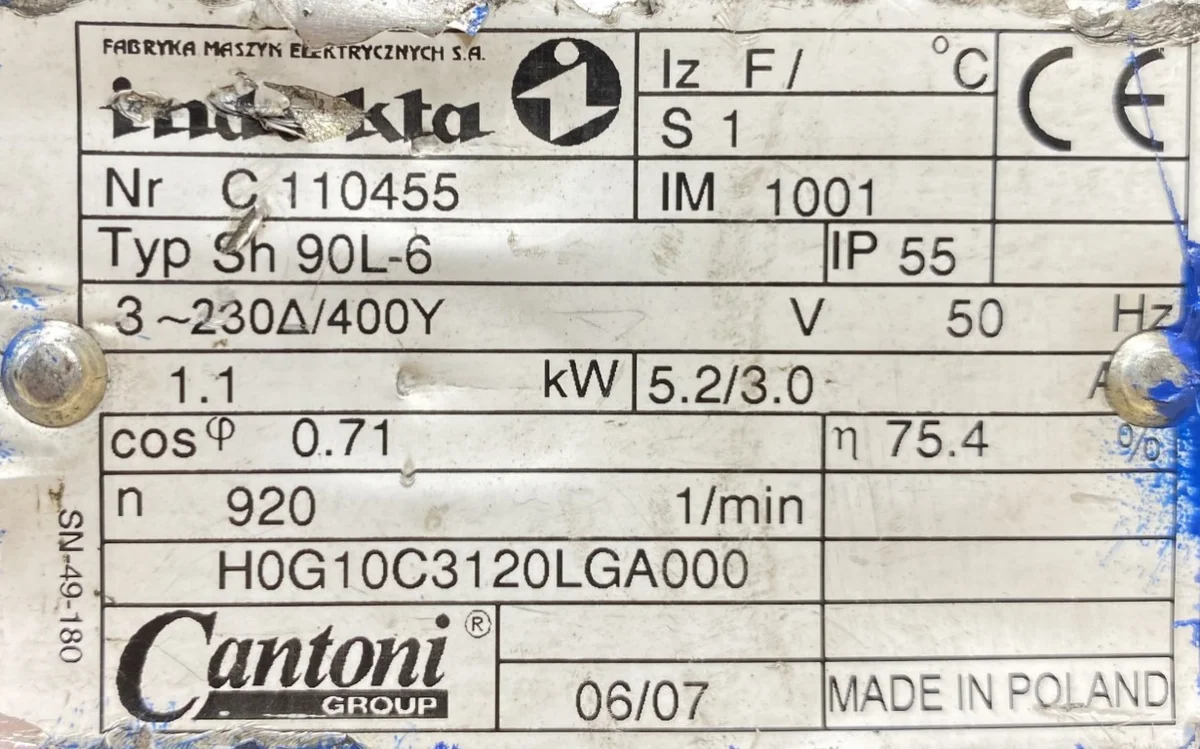 FABRYKA MASZYN ELEKTRYCZNYCH S.A.
indukta
Iz F/ °C
CE
S 1
Nr C 110455
IM 1001
Typ Sh 90L-6
IP 55
3 ~230Δ/400Y V 50 Hz
1.1 kW 5.2/3.0 A
cos φ 0.71
η 75.4 %
n 920 1/min
H0G10C3120LGA000
SN-49-180
Cantoni ®
GROUP
06/07
MADE IN POLAND